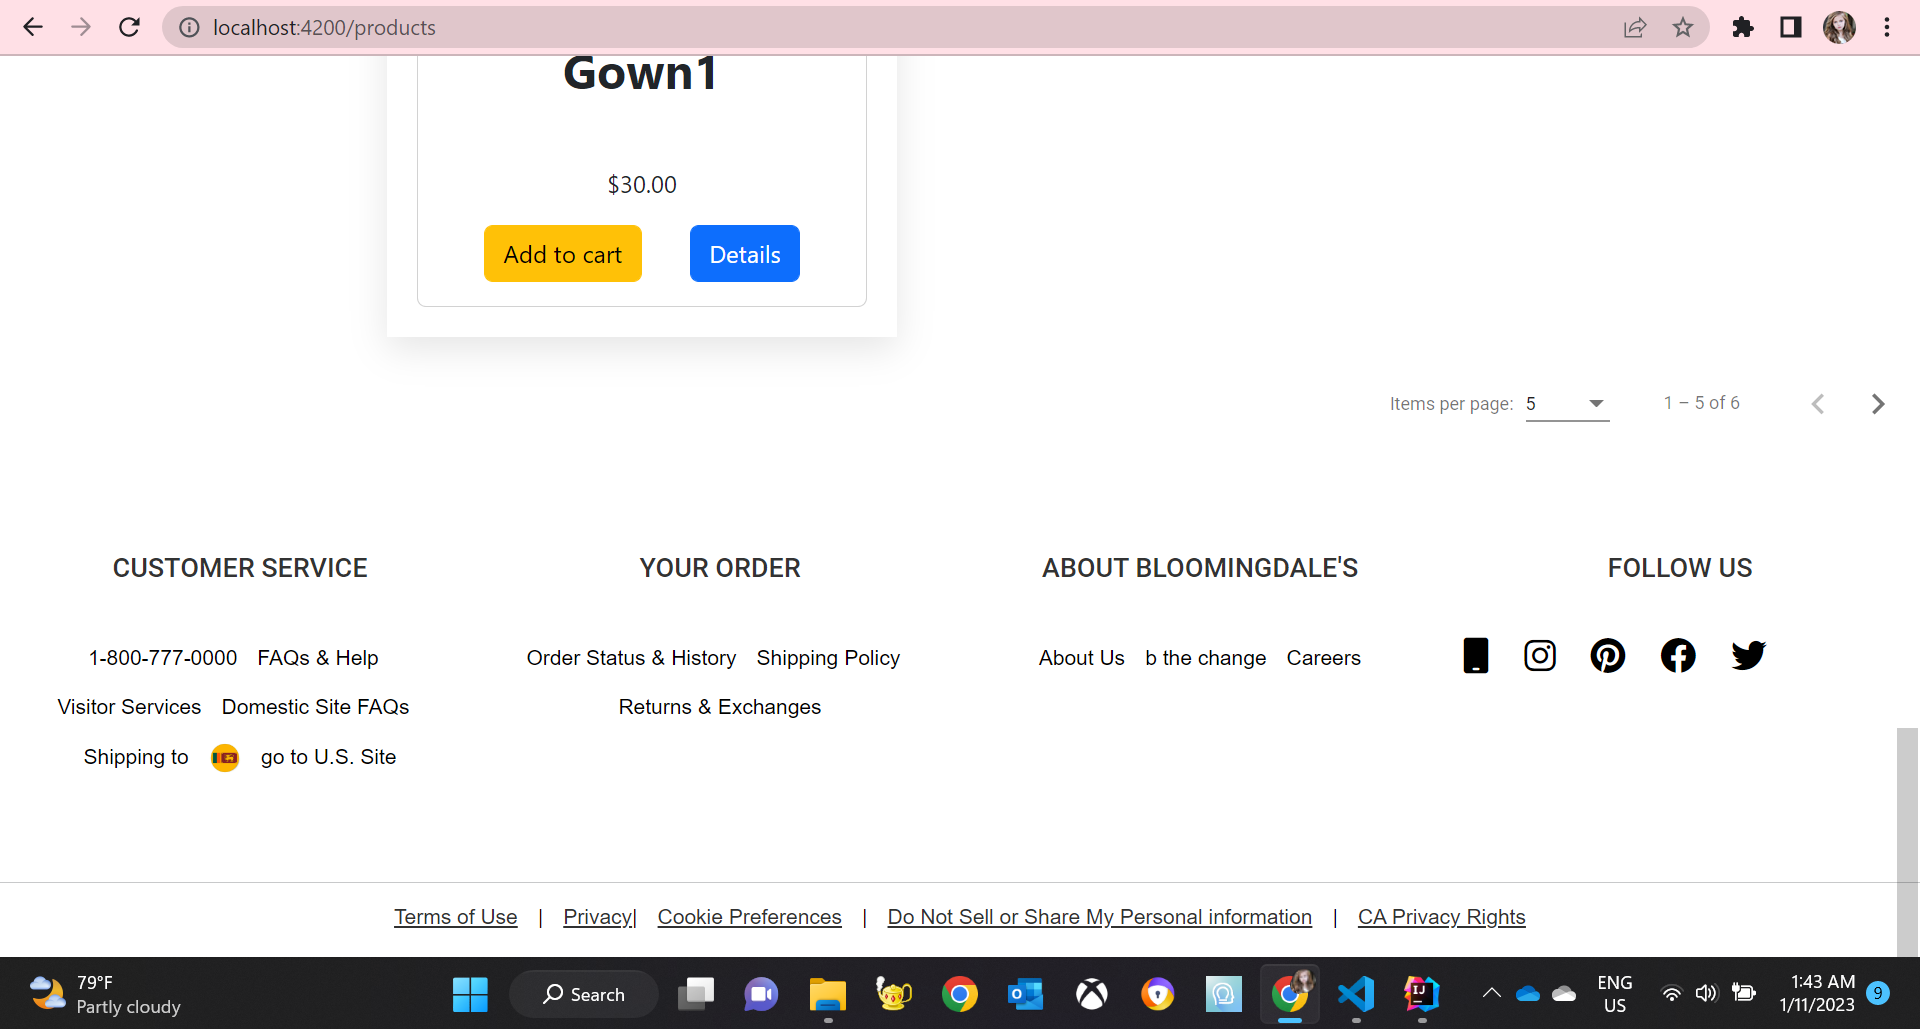 localhost:4200/products
Gown1
$30.00
Add to cart Details
Items per page: 5 1 – 5 of 6
CUSTOMER SERVICE YOUR ORDER ABOUT BLOOMINGDALE'S FOLLOW US
1-800-777-0000 FAQs & Help Order Status & History Shipping Policy About Us b the change Careers
Visitor Services Domestic Site FAQs Returns & Exchanges
Shipping to go to U.S. Site
Terms of Use | Privacy| Cookie Preferences | Do Not Sell or Share My Personal information | CA Privacy Rights
79°F
Partly cloudy
Search
ENG
US
1:43 AM
1/11/2023
9